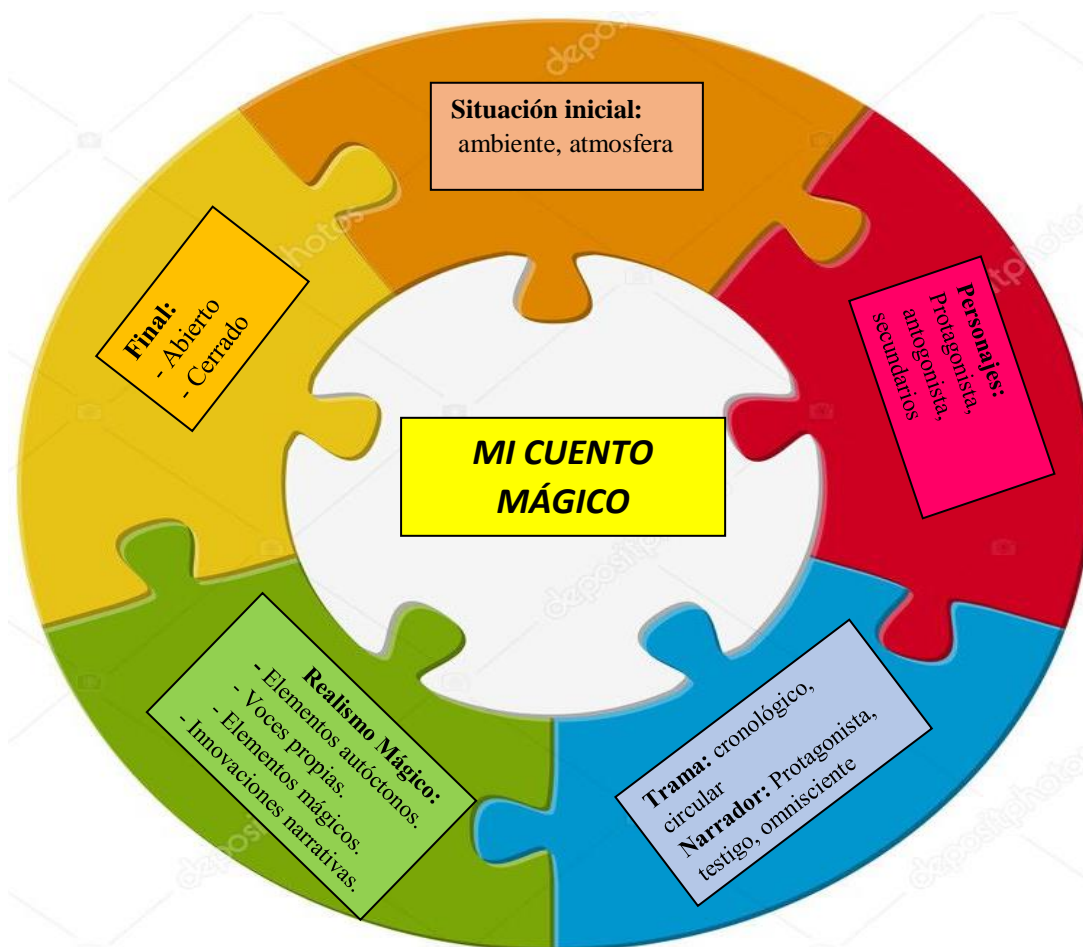 Situación inicial:
ambiente, atmosfera
Personajes:
Protagonista,
antogonista,
secundarios
Trama: cronológico,
circular
Narrador: Protagonista,
testigo, omnisciente
Realismo Mágico:
- Elementos autóctonos.
- Voces propias.
- Elementos mágicos.
- Innovaciones narrativas.
Final:
- Abierto
- Cerrado
MI CUENTO
MÁGICO